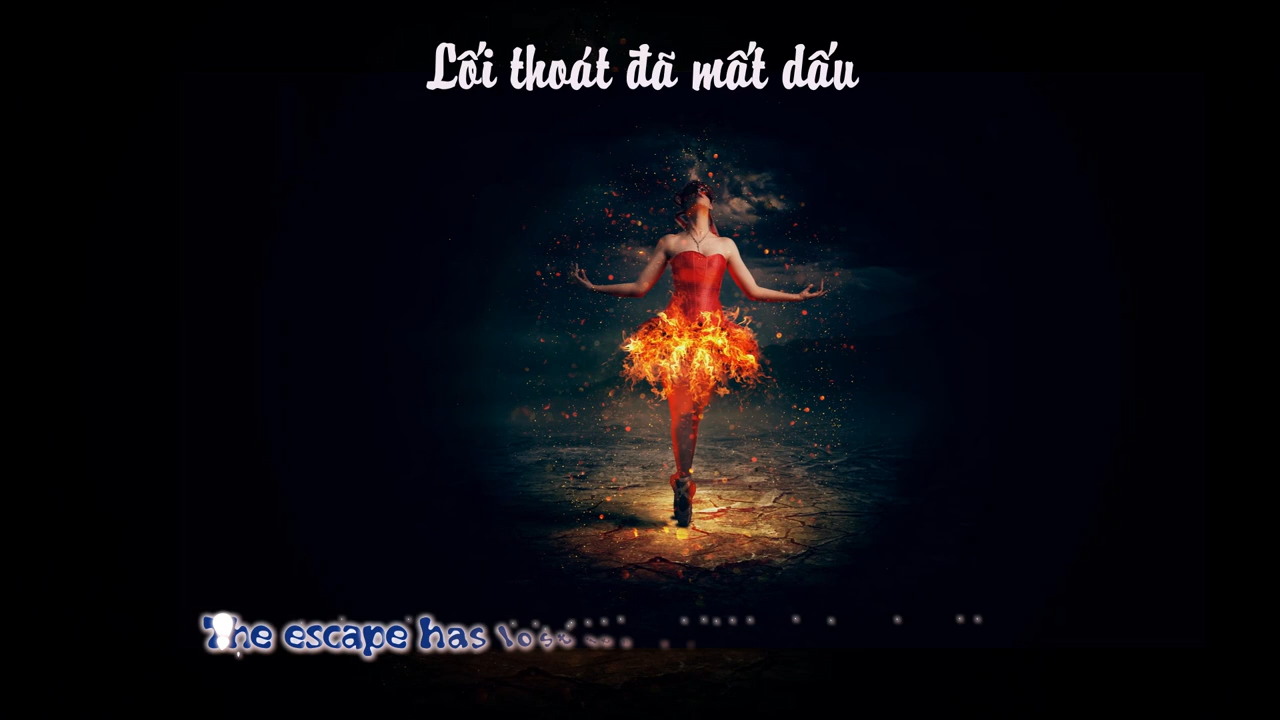 Lối thoát đã mất dấu
The escape has